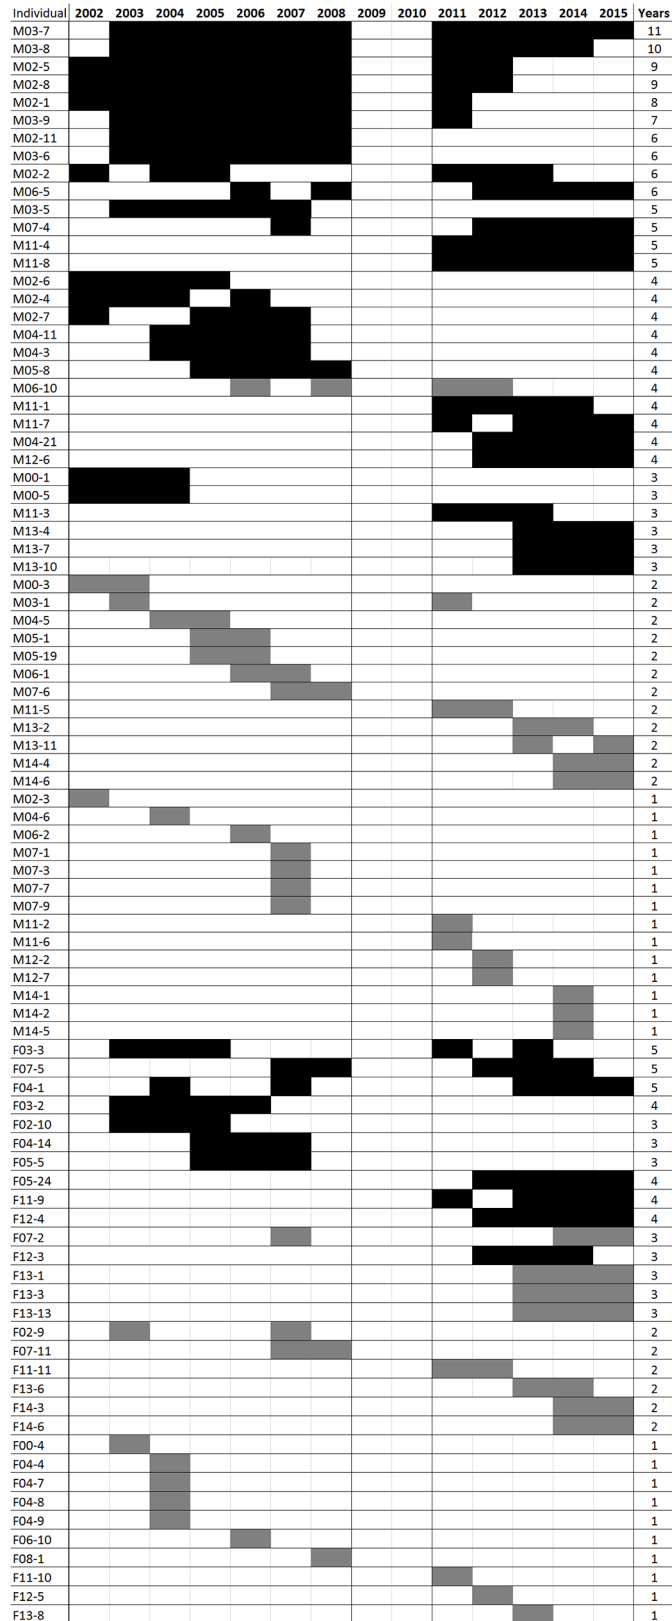 Individual 2002 2003 2004 2005 2006 2007 2008 2009 2010 2011 2012 2013 2014 2015 Years
M03-7 11
M03-8 10
M02-5 9
M02-8 9
M02-1 8
M03-9 7
M02-11 6
M03-6 6
M02-2 6
M06-5 6
M03-5 5
M07-4 5
M11-4 5
M11-8 5
M02-6 4
M02-4 4
M02-7 4
M04-11 4
M04-3 4
M05-8 4
M06-10 4
M11-1 4
M11-7 4
M04-21 4
M12-6 4
M00-1 3
M00-5 3
M11-3 3
M13-4 3
M13-7 3
M13-10 3
M00-3 2
M03-1 2
M04-5 2
M05-1 2
M05-19 2
M06-1 2
M07-6 2
M11-5 2
M13-2 2
M13-11 2
M14-4 2
M14-6 2
M02-3 1
M04-6 1
M06-2 1
M07-1 1
M07-3 1
M07-7 1
M07-9 1
M11-2 1
M11-6 1
M12-2 1
M12-7 1
M14-1 1
M14-2 1
M14-5 1
F03-3 5
F07-5 5
F04-1 5
F03-2 4
F02-10 3
F04-14 3
F05-5 3
F05-24 4
F11-9 4
F12-4 4
F07-2 3
F12-3 3
F13-1 3
F13-3 3
F13-13 3
F02-9 2
F07-11 2
F11-11 2
F13-6 2
F14-3 2
F14-6 2
F00-4 1
F04-4 1
F04-7 1
F04-8 1
F04-9 1
F06-10 1
F08-1 1
F11-10 1
F12-5 1
F13-8 1